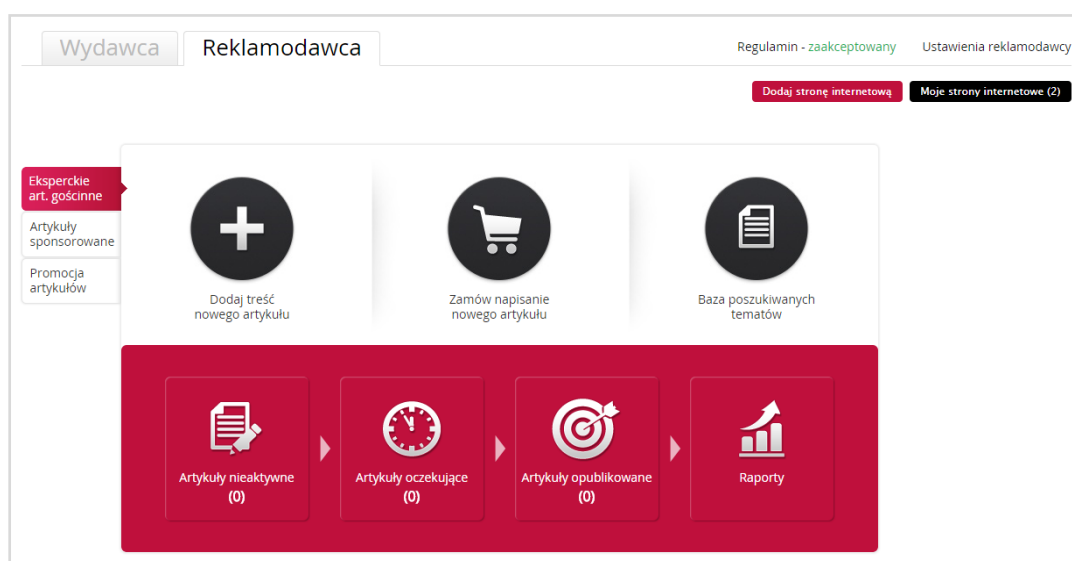 Wydawca
Reklamodawca
Regulamin - zaakceptowany
Ustawienia reklamodawcy
Dodaj stronę internetową
Moje strony internetowe (2)
Eksperckie
art. gościnne
Artykuły
sponsorowane
Promocja
artykułów
Dodaj treść
nowego artykułu
Zamów napisanie
nowego artykułu
Baza poszukiwanych
tematów
Artykuły nieaktywne
(0)
Artykuły oczekujące
(0)
Artykuły opublikowane
(0)
Raporty